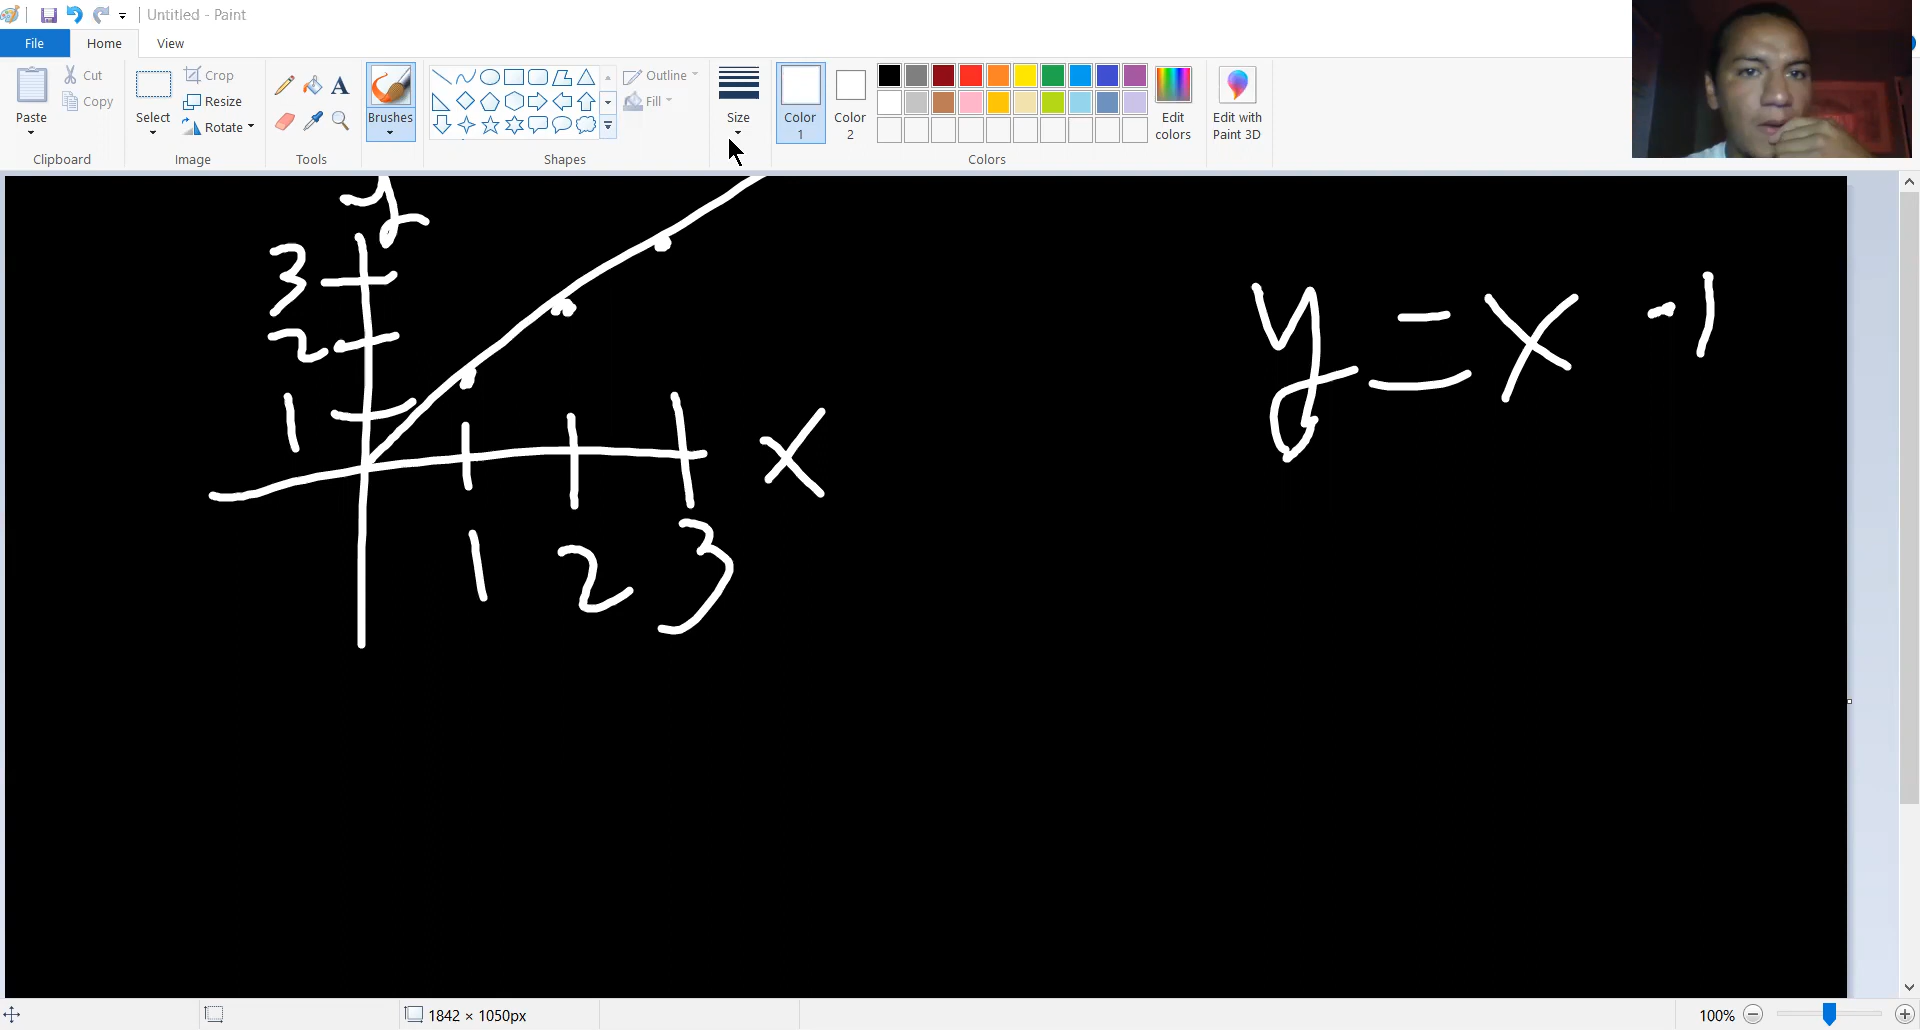 Untitled - Paint
File Home View
Paste
Cut
Copy
Clipboard
Select
Crop
Resize
Rotate
Image
Tools
Brushes
Shapes
Outline
Fill
Size
Color 1
Color 2
Colors
Edit colors
Edit with Paint 3D
y
3
2
1
x
1 2 3
y = x - 1
1842 × 1050px
100%